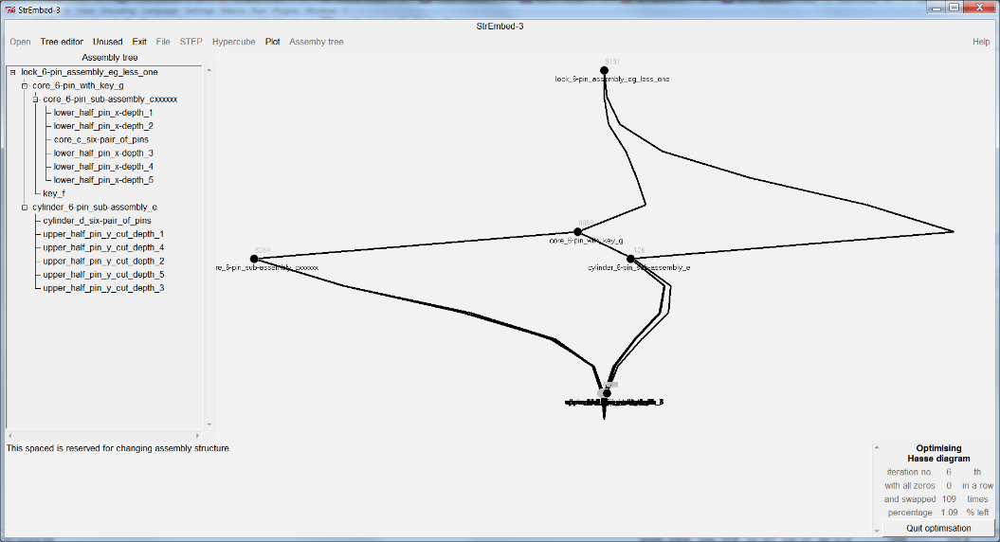 StrEmbed-3
StrEmbed-3
Open Tree editor Unused Exit File STEP Hypercube Plot Assemby tree Help
Assembly tree
lock_6-pin_assembly_eg_less_one
core_6-pin_with_key_g
core_6-pin_sub-assembly_cxxxxxx
lower_half_pin_x-depth_1
lower_half_pin_x-depth_2
core_c_six-pair_of_pins
lower_half_pin_x-depth_3
lower_half_pin_x-depth_4
lower_half_pin_x-depth_5
key_f
cylinder_6-pin_sub-assembly_e
cylinder_d_six-pair_of_pins
upper_half_pin_y_cut_depth_1
upper_half_pin_y_cut_depth_4
upper_half_pin_y_cut_depth_2
upper_half_pin_y_cut_depth_5
upper_half_pin_y_cut_depth_3
8191
lock_6-pin_assembly_eg_less_one
core_6-pin_with_key_g
126
cylinder_6-pin_sub-assembly_e
re_6-pin_sub-assembly_cxxxxxx
This spaced is reserved for changing assembly structure
Optimising
Hasse diagram
iteration no. 6 th
with all zeros 0 in a row
and swapped 109 times
percentage 1.09 % left
Quit optimisation